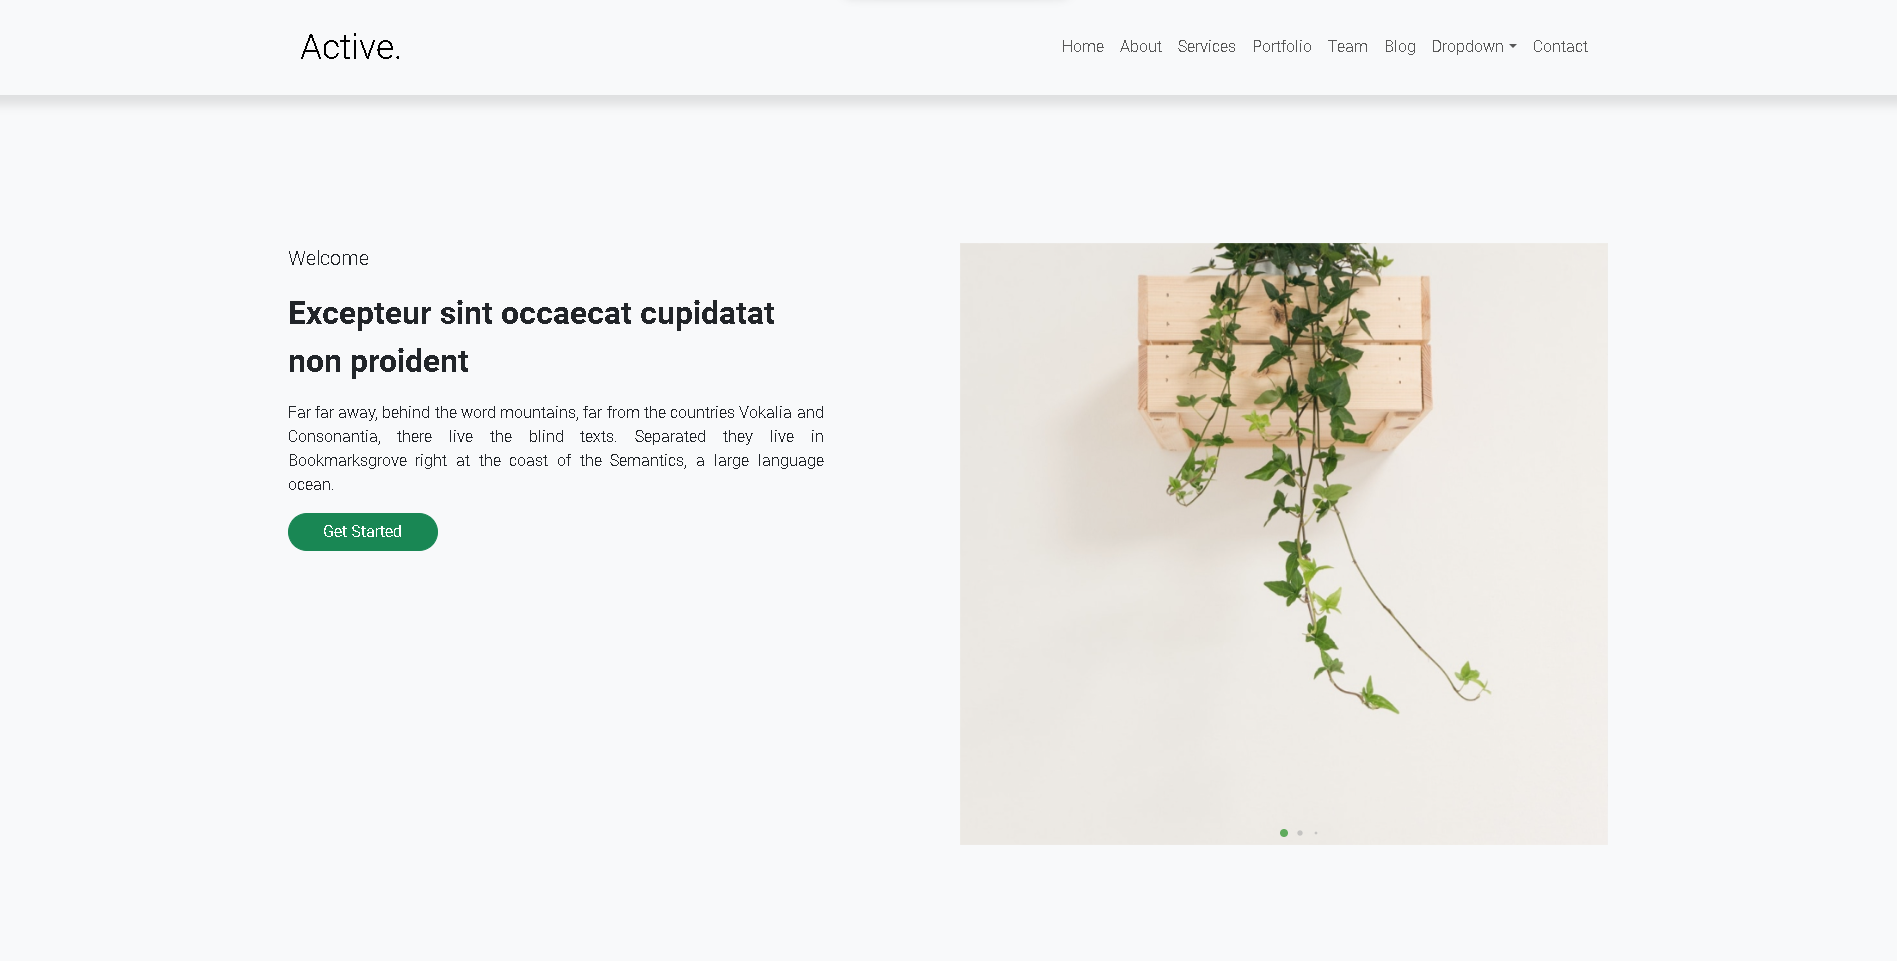 Active.
Home About Services Portfolio Team Blog Dropdown Contact
Welcome
Excepteur sint occaecat cupidatat
non proident
Far far away, behind the word mountains, far from the countries Vokalia and
Consonantia, there live the blind texts. Separated they live in
Bookmarksgrove right at the coast of the Semantics, a large language
ocean.
Get Started